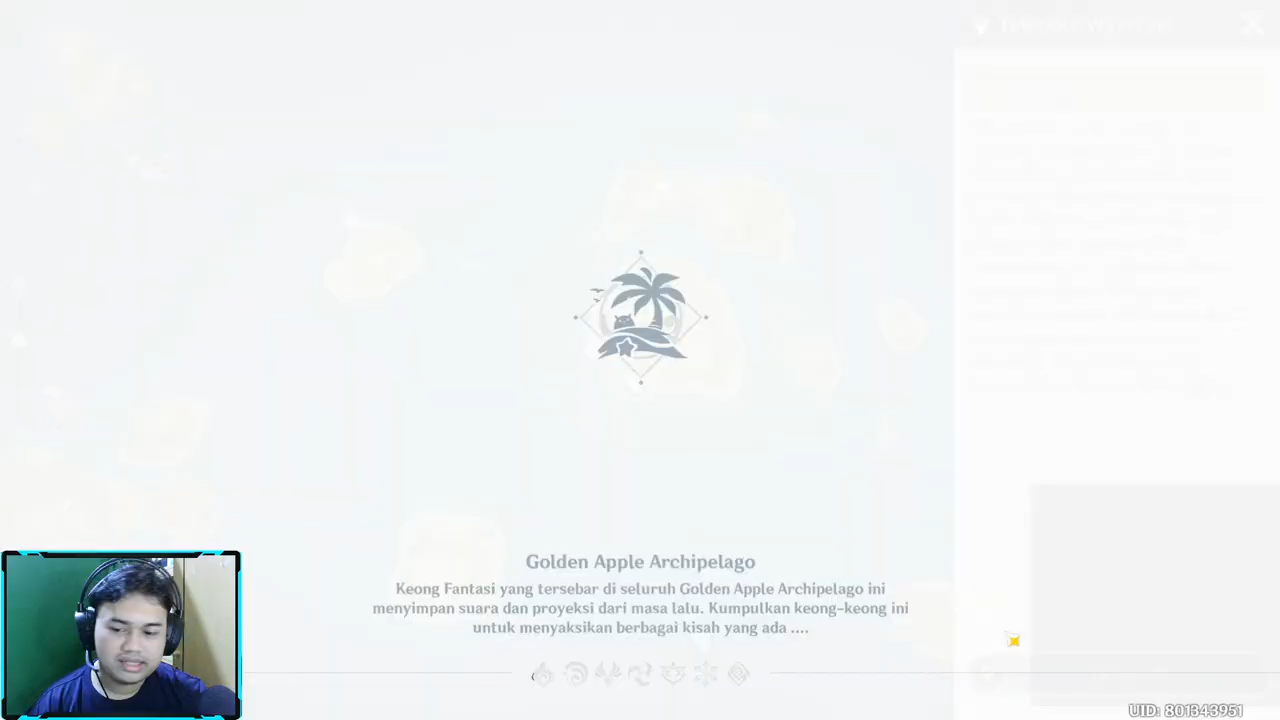 Golden Apple Archipelago
Keong Fantasi yang tersebar di seluruh Golden Apple Archipelago ini
menyimpan suara dan proyeksi dari masa lalu. Kumpulkan keong-keong ini
untuk menyaksikan berbagai kisah yang ada ....
UID: 801343951